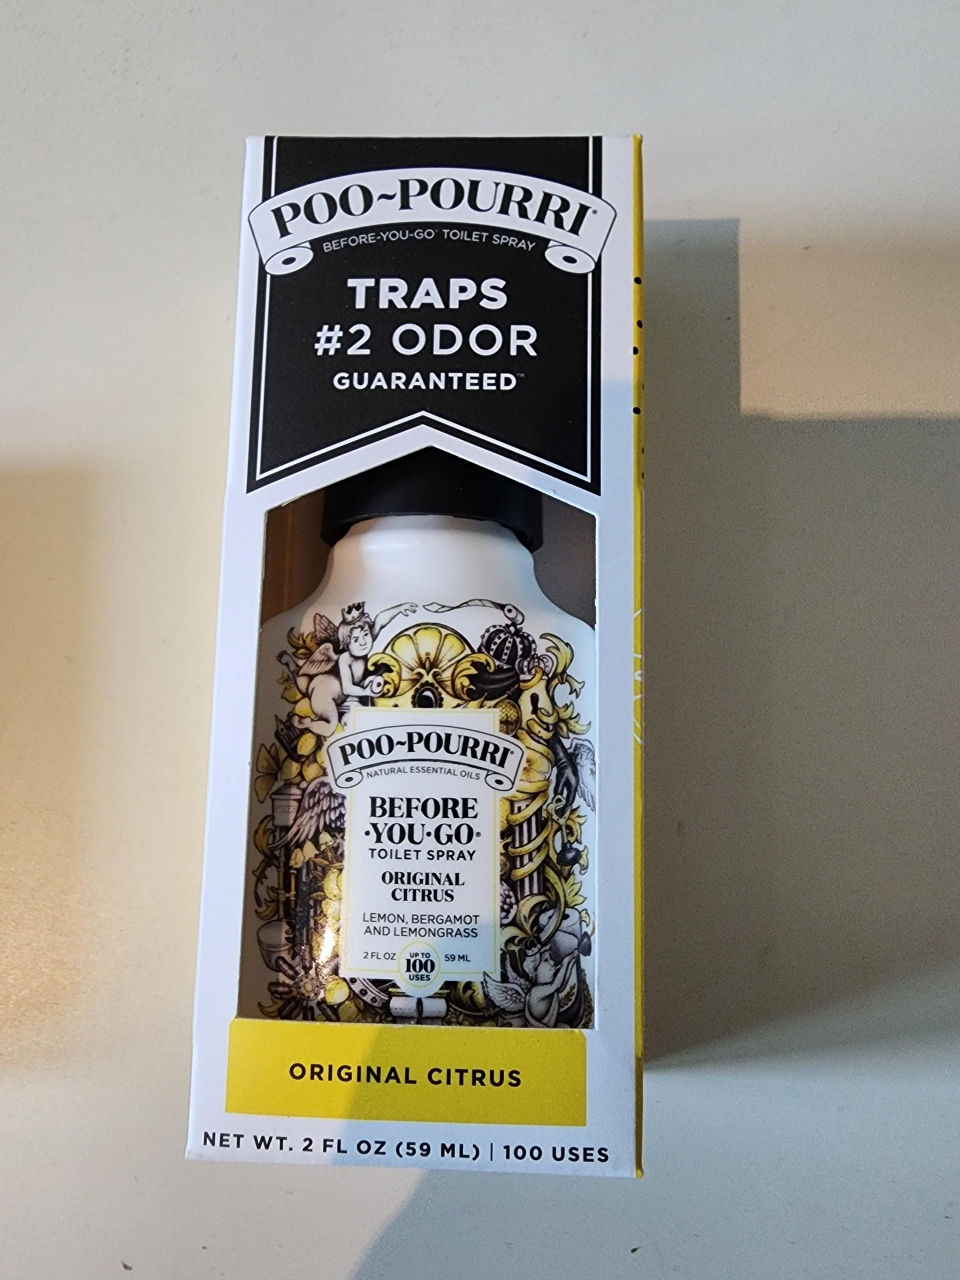 POO~POURRI®
BEFORE-YOU-GO® TOILET SPRAY
TRAPS
#2 ODOR
GUARANTEED™
POO~POURRI®
NATURAL ESSENTIAL OILS
BEFORE
·YOU·GO®
TOILET SPRAY
ORIGINAL
CITRUS
LEMON, BERGAMOT
AND LEMONGRASS
2 FL OZ UP TO 100 USES 59 ML
ORIGINAL CITRUS
NET WT. 2 FL OZ (59 ML) | 100 USES